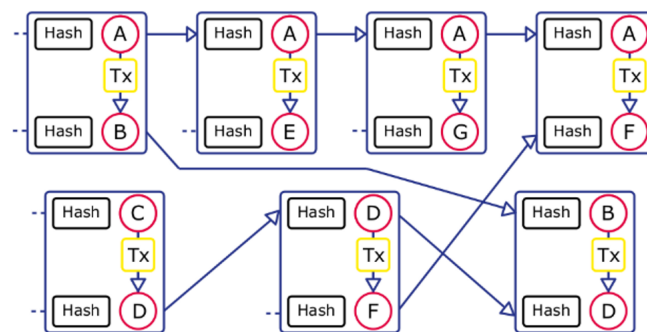 Hash A Hash A Hash A Hash A
Tx Tx Tx Tx
Hash B Hash E Hash G Hash F
Hash C Hash D Hash B
Tx Tx Tx
Hash D Hash F Hash D